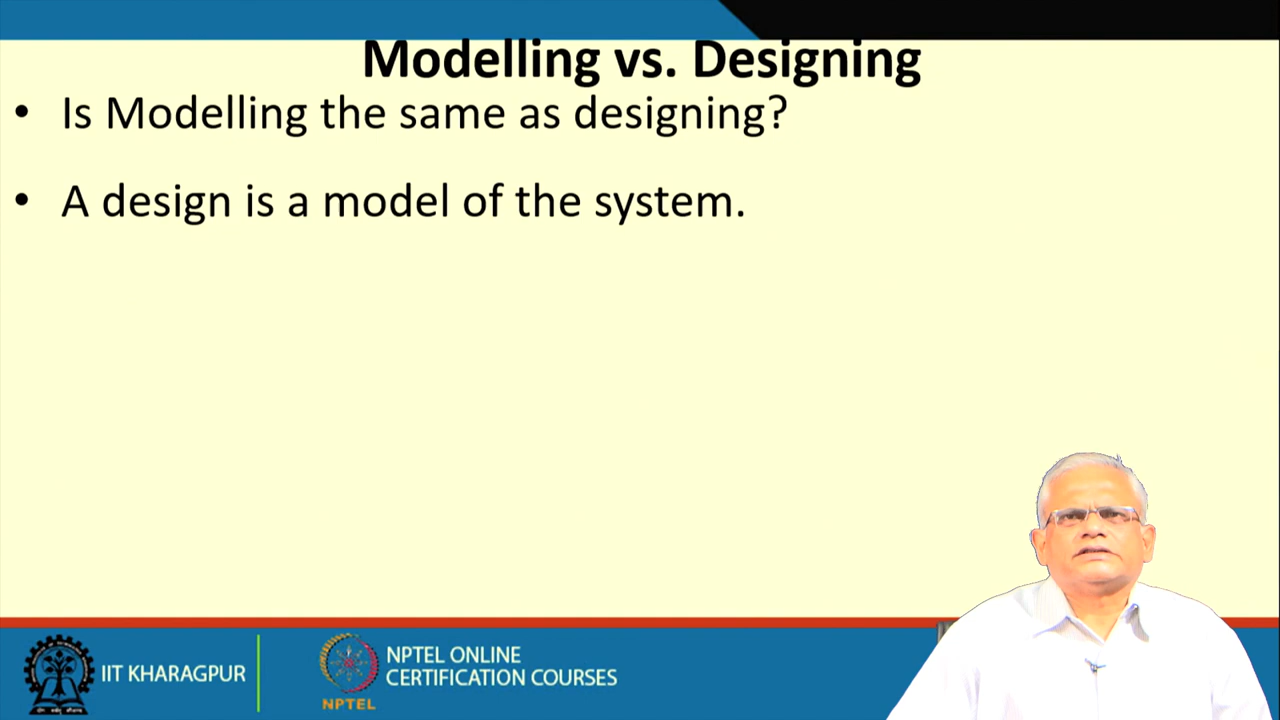 Modelling vs. Designing
• Is Modelling the same as designing?
• A design is a model of the system.
IIT KHARAGPUR
NPTEL ONLINE
CERTIFICATION COURSES
NPTEL